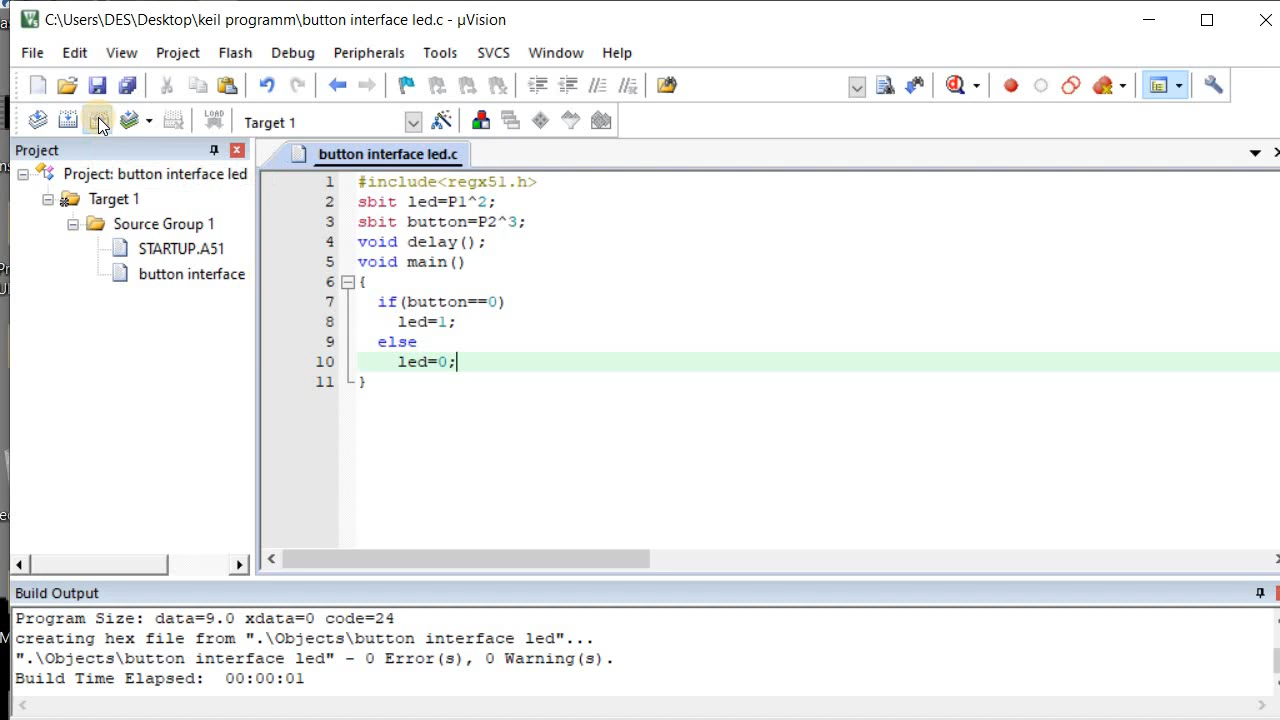 C:\Users\DES\Desktop\keil programm\button interface led.c - µVision
File Edit View Project Flash Debug Peripherals Tools SVCS Window Help
LOAD
Target 1
Project
Project: button interface led
Target 1
Source Group 1
STARTUP.A51
button interface
button interface led.c
1 #include<regx51.h>
2 sbit led=P1^2;
3 sbit button=P2^3;
4 void delay();
5 void main()
6 {
7 if(button==0)
8 led=1;
9 else
10 led=0;
11 }
Build Output
Program Size: data=9.0 xdata=0 code=24
creating hex file from ".\Objects\button interface led"...
".\Objects\button interface led" - 0 Error(s), 0 Warning(s).
Build Time Elapsed:  00:00:01